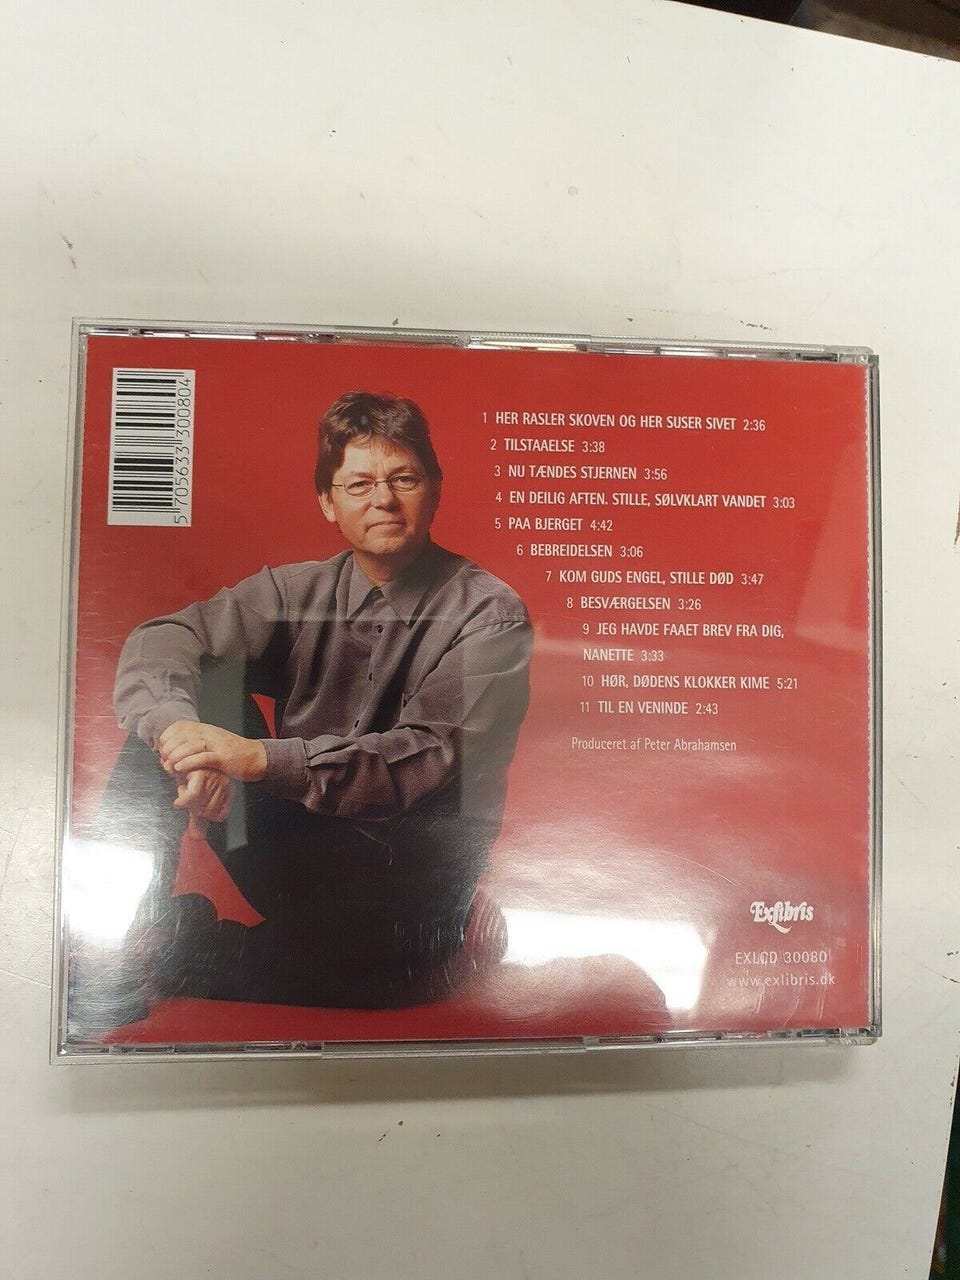 5 705633 300804
1 HER RASLER SKOVEN OG HER SUSER SIVET 2:36
2 TILSTAAELSE 3:38
3 NU TÆNDES STJERNEN 3:56
4 EN DEILIG AFTEN. STILLE, SØLVKLART VANDET 3:03
5 PAA BJERGET 4:42
6 BEBREIDELSEN 3:06
7 KOM GUDS ENGEL, STILLE DØD 3:47
8 BESVÆRGELSEN 3:26
9 JEG HAVDE FAAET BREV FRA DIG,
NANETTE 3:33
10 HØR, DØDENS KLOKKER KIME 5:21
11 TIL EN VENINDE 2:43
Produceret af Peter Abrahamsen
Exlibris
EXLCD 30080
www.exlibris.dk